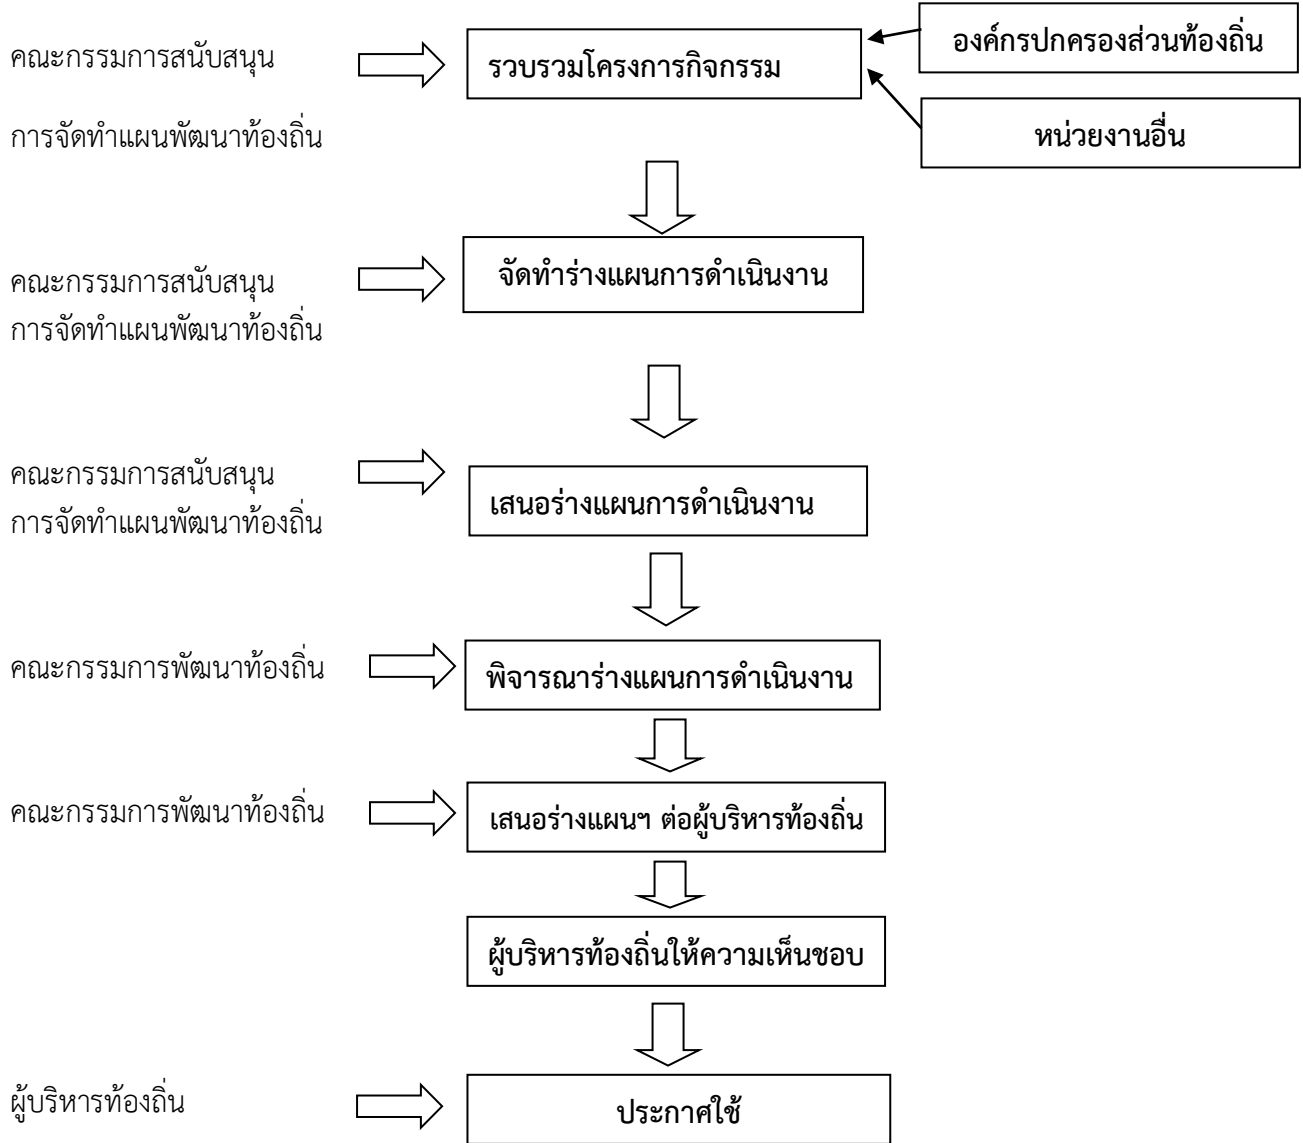 องค์กรปกครองส่วนท้องถิ่น
คณะกรรมการสนับสนุน
รวบรวมโครงการกิจกรรม
การจัดทำแผนพัฒนาท้องถิ่น
หน่วยงานอื่น
คณะกรรมการสนับสนุน
จัดทำร่างแผนการดำเนินงาน
การจัดทำแผนพัฒนาท้องถิ่น
คณะกรรมการสนับสนุน
เสนอร่างแผนการดำเนินงาน
การจัดทำแผนพัฒนาท้องถิ่น
คณะกรรมการพัฒนาท้องถิ่น
พิจารณาร่างแผนการดำเนินงาน
คณะกรรมการพัฒนาท้องถิ่น
เสนอร่างแผนฯ ต่อผู้บริหารท้องถิ่น
ผู้บริหารท้องถิ่นให้ความเห็นชอบ
ผู้บริหารท้องถิ่น
ประกาศใช้